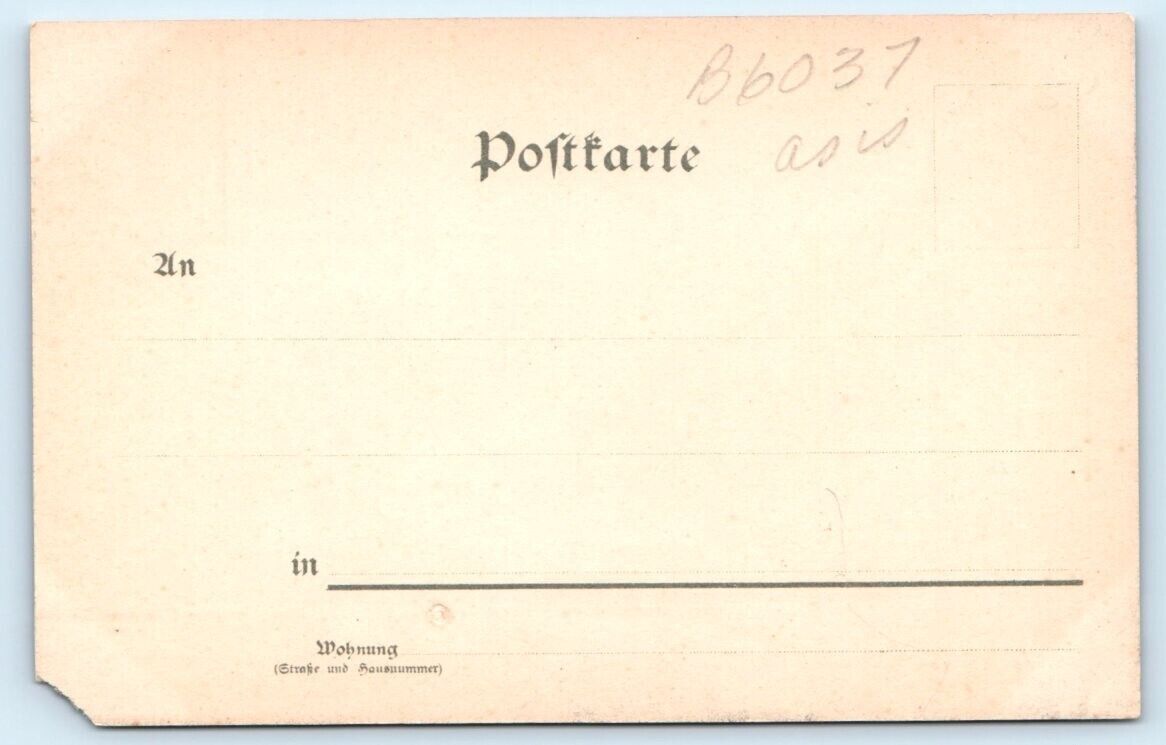 B6037
Poſtkarte
as is
An
in
Wohnung
(Straße und Hausnummer)